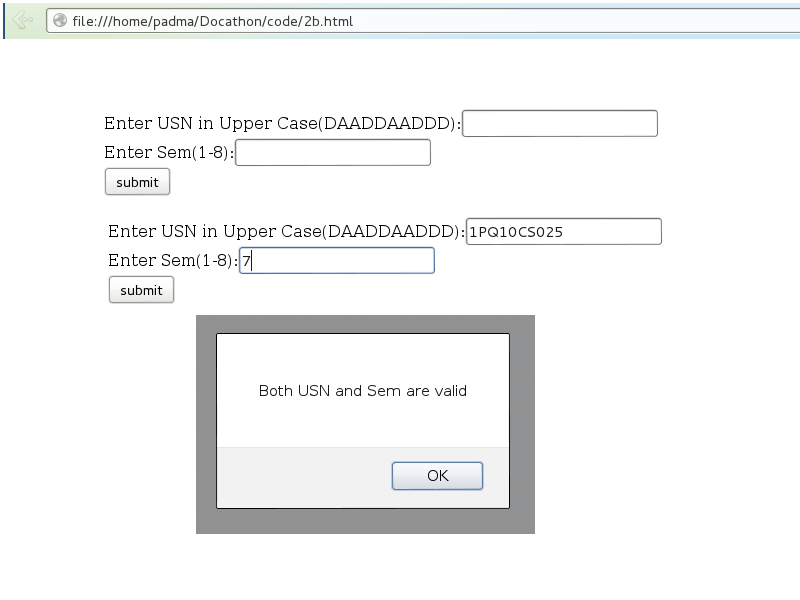 file:///home/padma/Docathon/code/2b.html
Enter USN in Upper Case(DAADDAADDD):
Enter Sem(1-8):
submit
Enter USN in Upper Case(DAADDAADDD):1PQ10CS025
Enter Sem(1-8):7
submit
Both USN and Sem are valid
OK